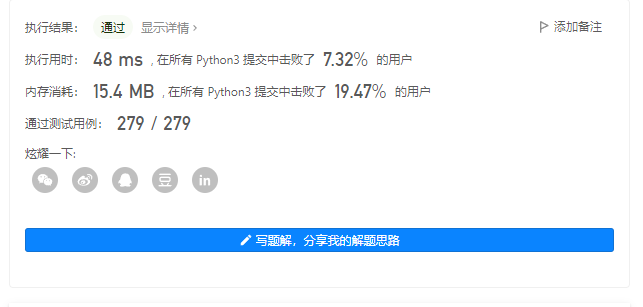 执行结果： 通过 显示详情 > 添加备注
执行用时： 48 ms , 在所有 Python3 提交中击败了 7.32% 的用户
内存消耗： 15.4 MB , 在所有 Python3 提交中击败了 19.47% 的用户
通过测试用例： 279 / 279
炫耀一下:
豆 in
写题解，分享我的解题思路